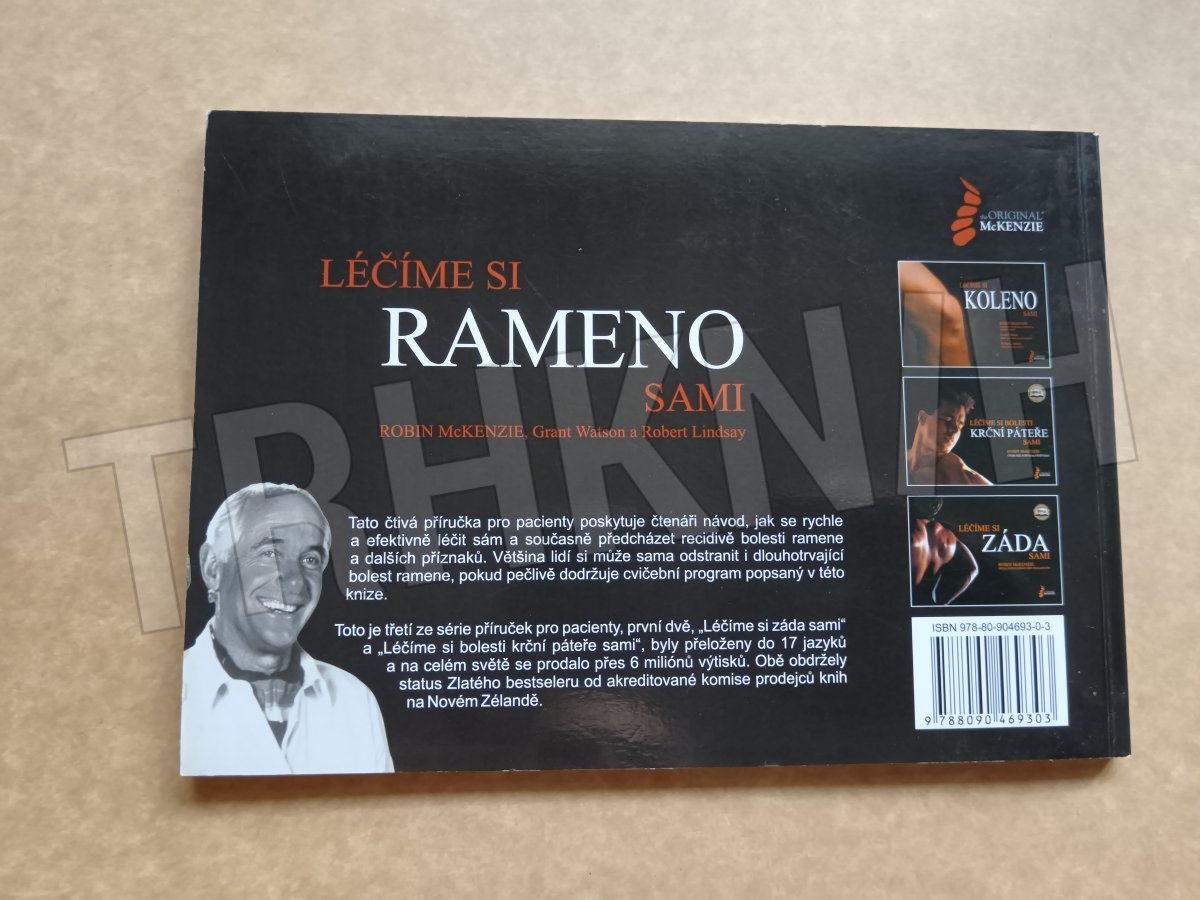 the ORIGINAL
McKENZIE
LÉČÍME SI
RAMENO
SAMI
ROBIN McKENZIE, Grant Watson a Robert Lindsay
Tato čtivá příručka pro pacienty poskytuje čtenáři návod, jak se rychle
a efektivně léčit sám a současně předcházet recidivě bolesti ramene
a dalších příznaků. Většina lidí si může sama odstranit i dlouhotrvající
bolest ramene, pokud pečlivě dodržuje cvičební program popsaný v této
knize.
Toto je třetí ze série příruček pro pacienty, první dvě, „Léčíme si záda sami“
a „Léčíme si bolesti krční páteře sami“, byly přeloženy do 17 jazyků
a na celém světě se prodalo přes 6 miliónů výtisků. Obě obdržely
status Zlatého bestseleru od akreditované komise prodejců knih
na Novém Zélandě.
LÉČÍME SI
KOLENO
SAMI
LÉČÍME SI BOLESTI
KRČNÍ PÁTEŘE
SAMI
ROBIN McKENZIE
LÉČÍME SI
ZÁDA
SAMI
ROBIN McKENZIE
ISBN 978-80-904693-0-3
9 788090 469303
TRHKNIH